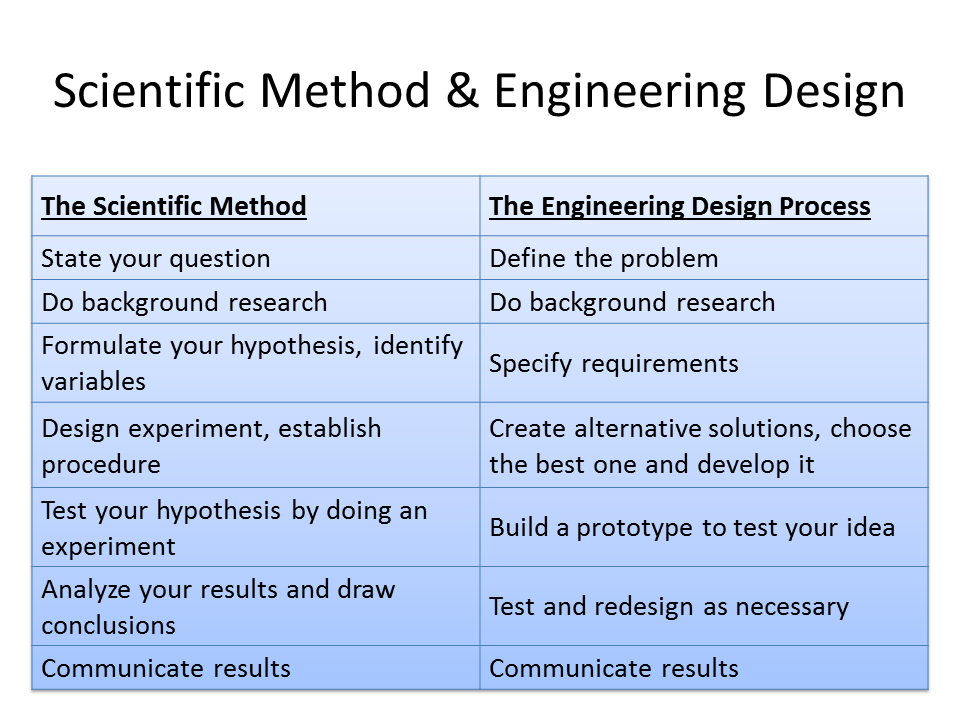 Scientific Method & Engineering Design
The Scientific Method
The Engineering Design Process
State your question
Define the problem
Do background research
Do background research
Formulate your hypothesis, identify
variables
Specify requirements
Design experiment, establish
procedure
Create alternative solutions, choose
the best one and develop it
Test your hypothesis by doing an
experiment
Build a prototype to test your idea
Analyze your results and draw
conclusions
Test and redesign as necessary
Communicate results
Communicate results